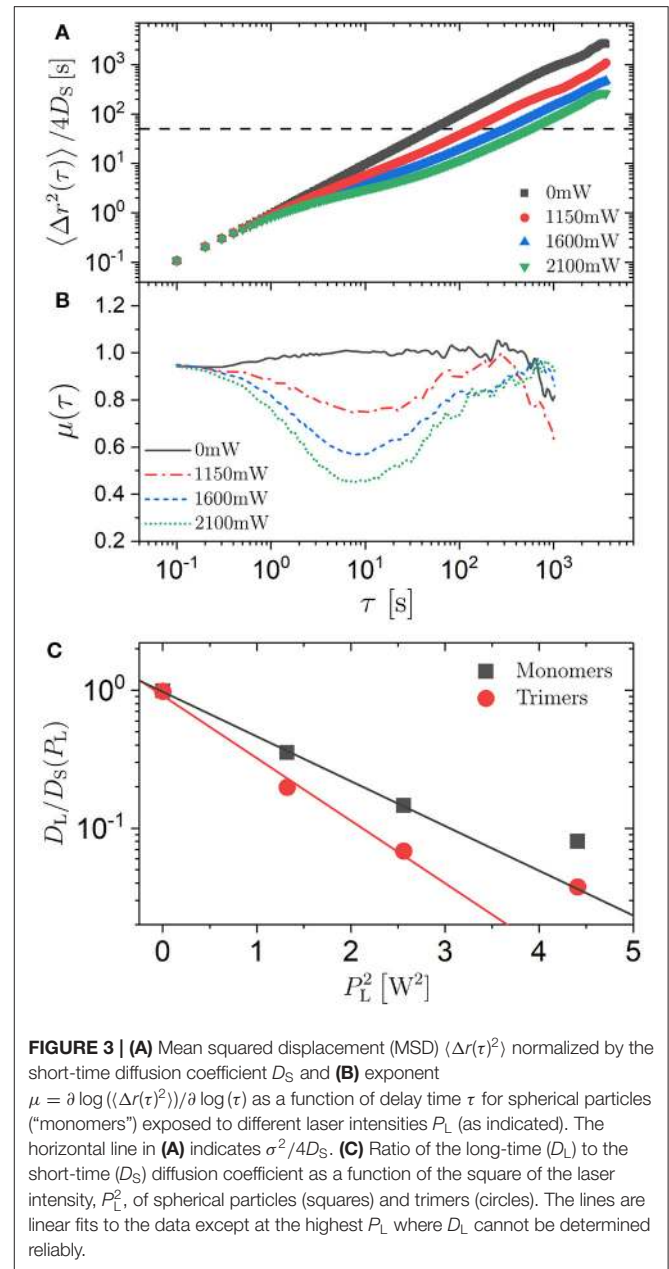 A
⟨Δr²(τ)⟩ /4D_S [s]
10³
10²
10¹
10⁰
10⁻¹
0mW
1150mW
1600mW
2100mW
B
μ(τ)
1.2
1.0
0.8
0.6
0.4
0.2
0mW
1150mW
1600mW
2100mW
10⁻¹ 10⁰ 10¹ 10² 10³
τ [s]
C
D_L/D_S(P_L)
10⁰
10⁻¹
Monomers
Trimers
0 1 2 3 4 5
P_L² [W²]
FIGURE 3 | (A) Mean squared displacement (MSD) ⟨Δr(τ)²⟩ normalized by the
short-time diffusion coefficient D_S and (B) exponent
μ = ∂ log (⟨Δr(τ)²⟩)/∂ log (τ) as a function of delay time τ for spherical particles
(“monomers”) exposed to different laser intensities P_L (as indicated). The
horizontal line in (A) indicates σ²/4D_S. (C) Ratio of the long-time (D_L) to the
short-time (D_S) diffusion coefficient as a function of the square of the laser
intensity, P_L², of spherical particles (squares) and trimers (circles). The lines are
linear fits to the data except at the highest P_L where D_L cannot be determined
reliably.